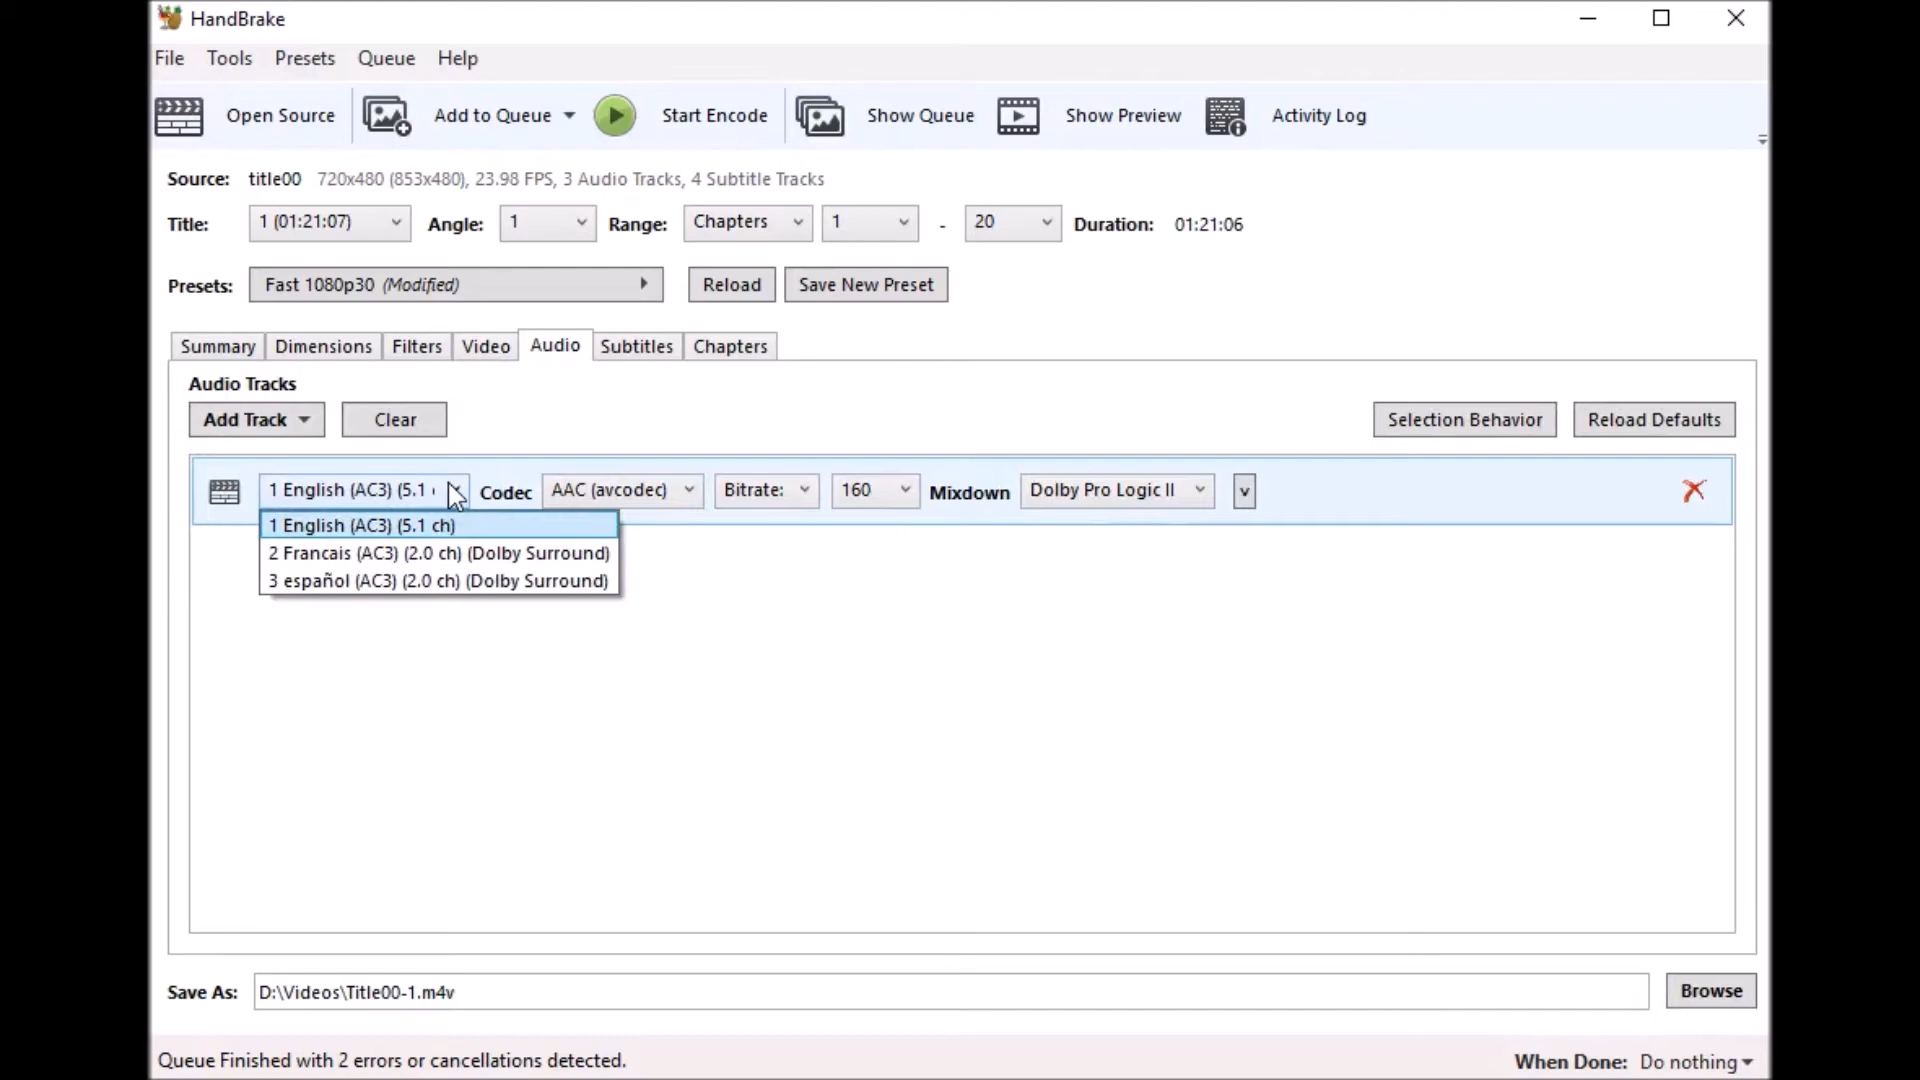 HandBrake
File Tools Presets Queue Help
Open Source Add to Queue Start Encode Show Queue Show Preview Activity Log
Source: title00 720x480 (853x480), 23.98 FPS, 3 Audio Tracks, 4 Subtitle Tracks
Title: 1 (01:21:07) Angle: 1 Range: Chapters 1 - 20 Duration: 01:21:06
Presets: Fast 1080p30 (Modified) Reload Save New Preset
Summary Dimensions Filters Video Audio Subtitles Chapters
Audio Tracks
Add Track Clear Selection Behavior Reload Defaults
1 English (AC3) (5.1 Codec AAC (avcodec) Bitrate: 160 Mixdown Dolby Pro Logic II v
1 English (AC3) (5.1 ch)
2 Francais (AC3) (2.0 ch) (Dolby Surround)
3 español (AC3) (2.0 ch) (Dolby Surround)
Save As: D:\Videos\Title00-1.m4v Browse
Queue Finished with 2 errors or cancellations detected. When Done: Do nothing